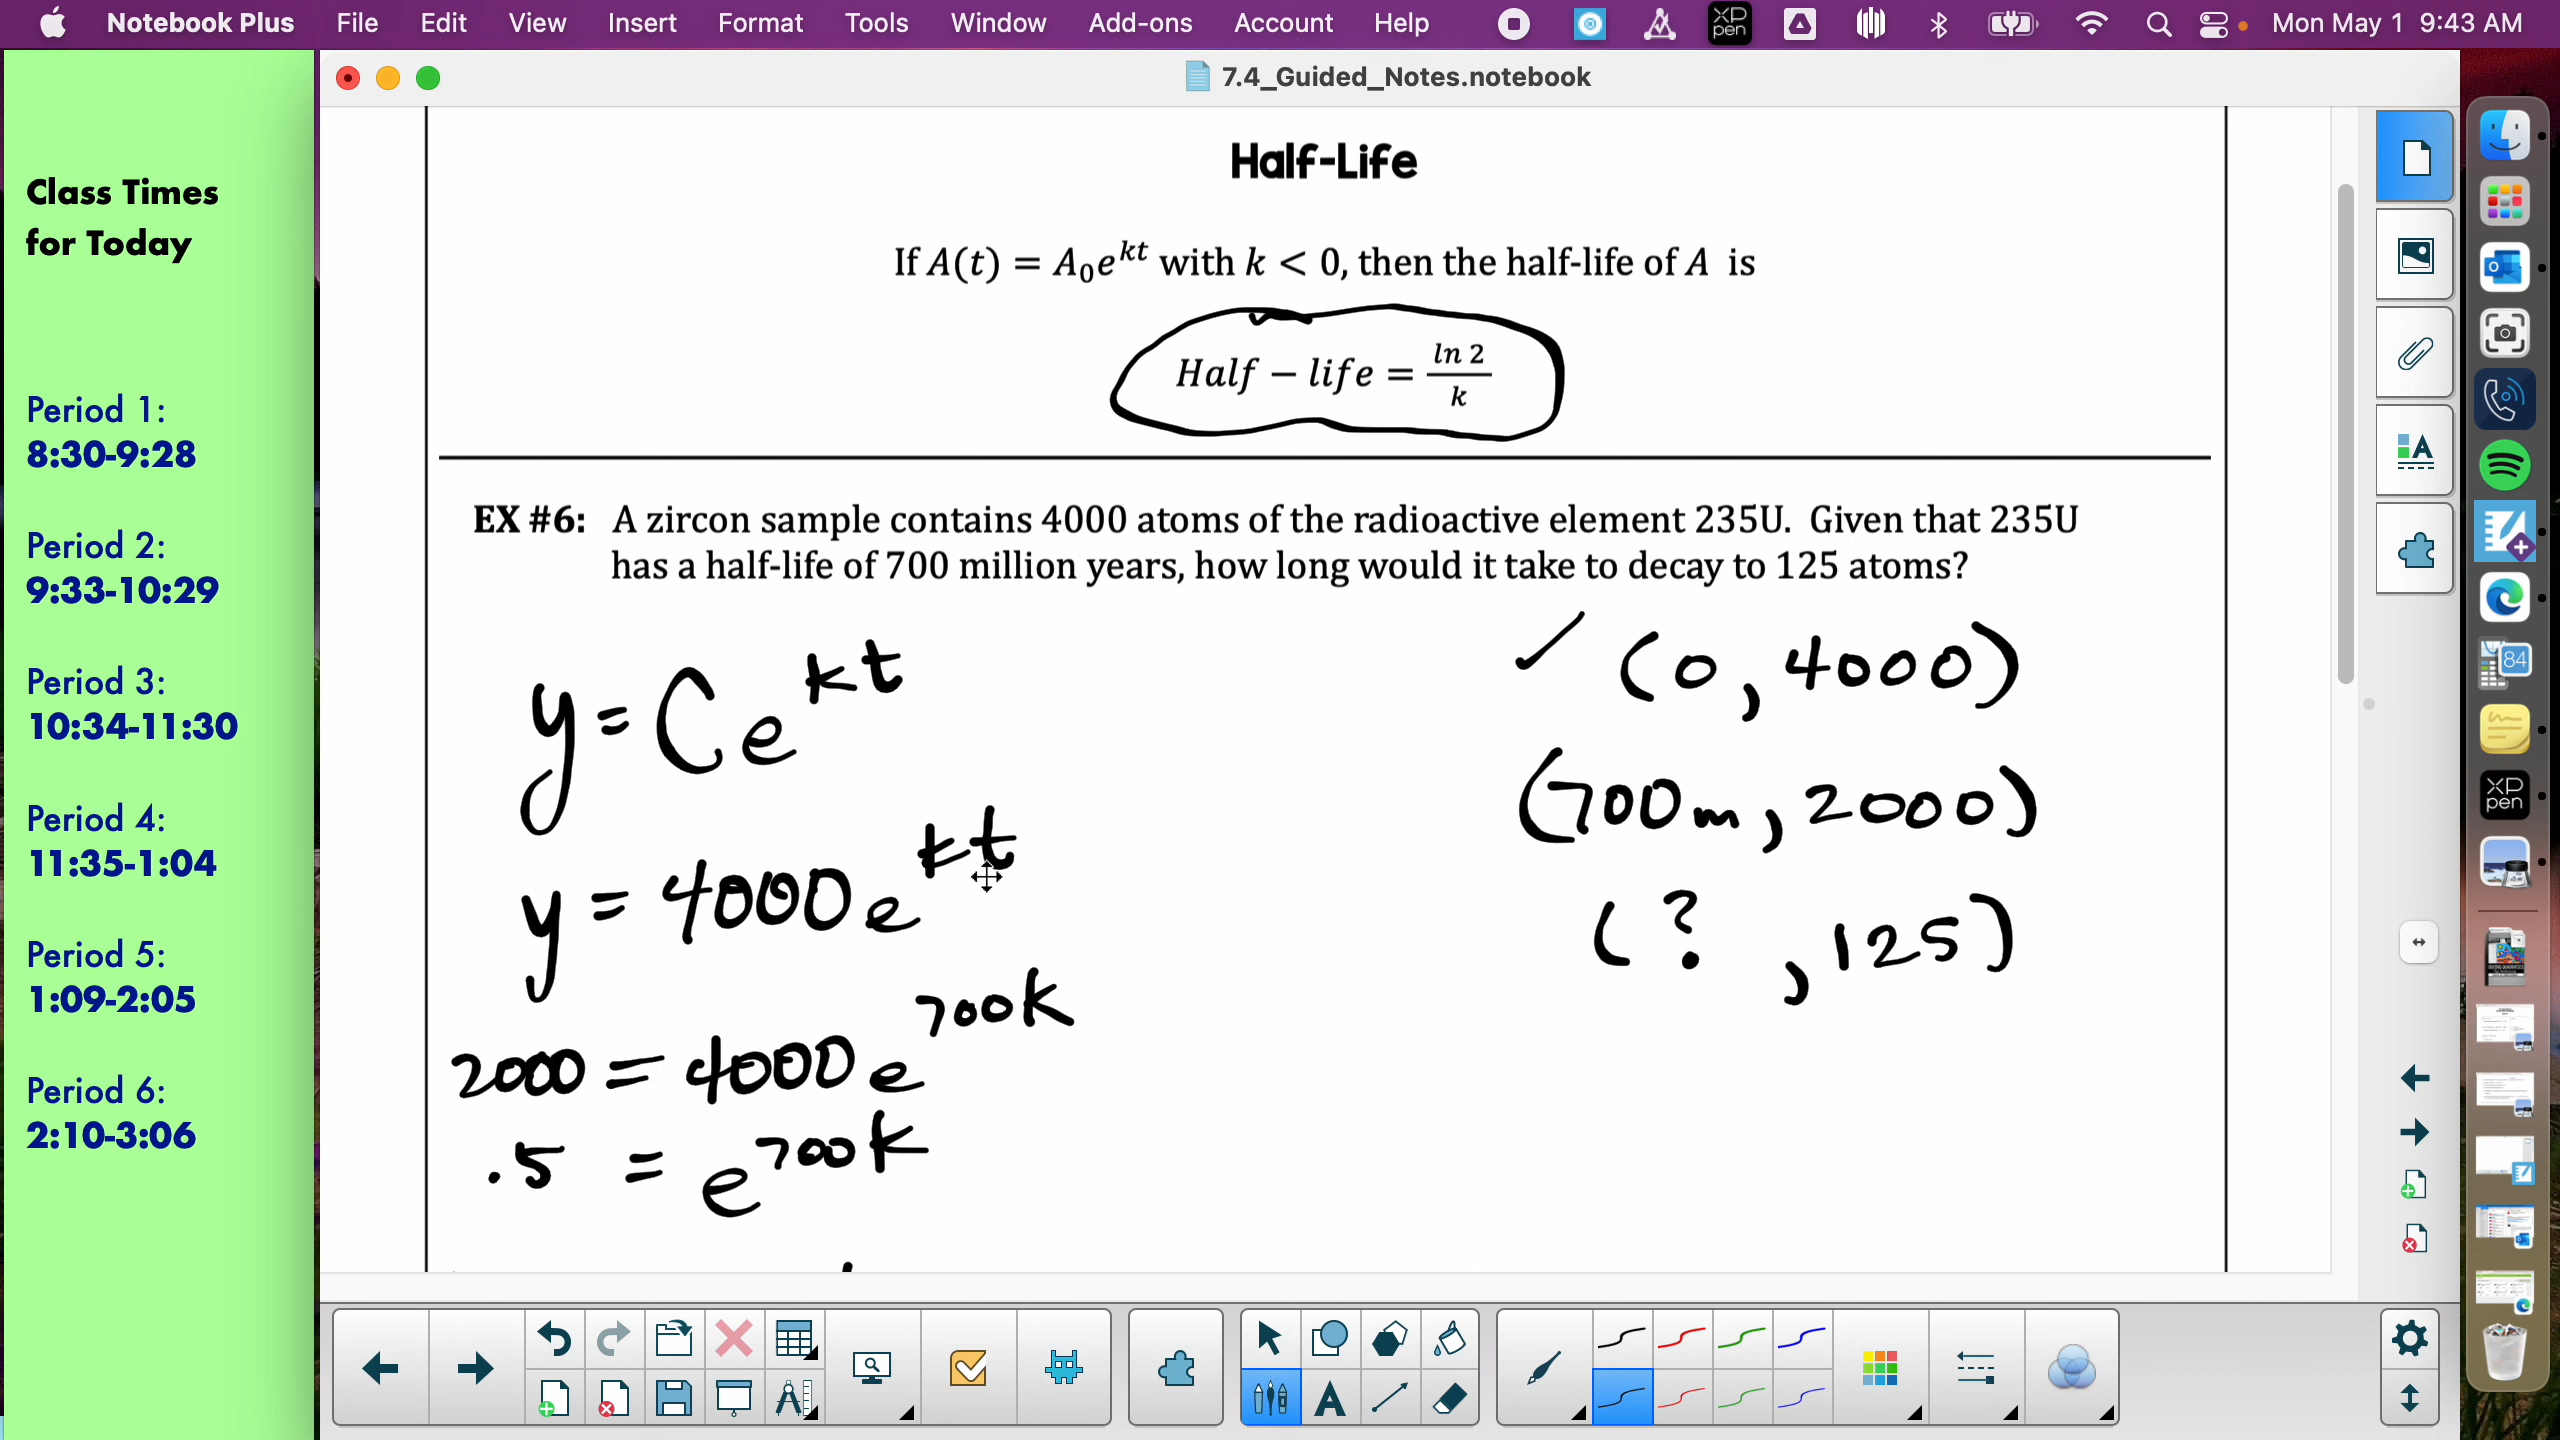 Notebook Plus File Edit View Insert Format Tools Window Add-ons Account Help XP pen Mon May 1 9:43 AM
7.4_Guided_Notes.notebook
Class Times
for Today
Period 1:
8:30-9:28
Period 2:
9:33-10:29
Period 3:
10:34-11:30
Period 4:
11:35-1:04
Period 5:
1:09-2:05
Period 6:
2:10-3:06
Half-Life
If A(t) = A₀e^{kt} with k < 0, then the half-life of A is
Half − life = \frac{ln 2}{k}
EX #6: A zircon sample contains 4000 atoms of the radioactive element 235U. Given that 235U
has a half-life of 700 million years, how long would it take to decay to 125 atoms?
y = Ce^{kt}
y = 4000e^{kt}
2000 = 4000e^{700k}
.5 = e^{700k}
✓ (0, 4000)
(700m, 2000)
(?, 125)
A
84
XP
pen
A